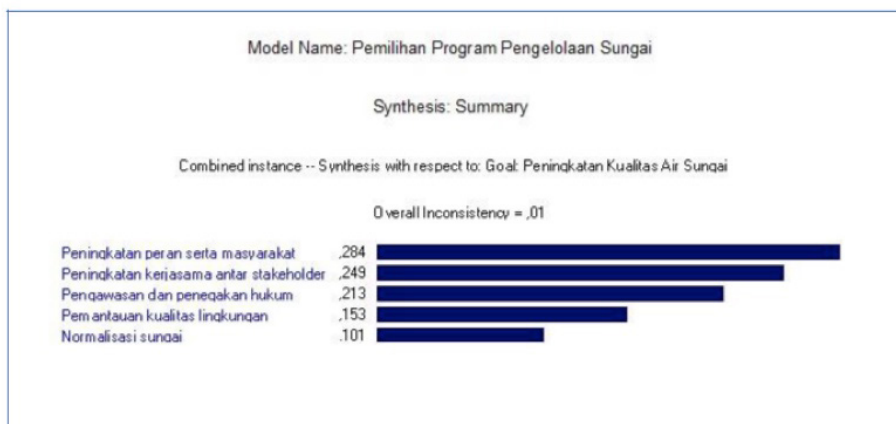 Model Name: Pemilihan Program Pengelolaan Sungai
Synthesis: Summary
Combined instance -- Synthesis with respect to: Goal: Peningkatan Kualitas Air Sungai
Overall Inconsistency = ,01
Peningkatan peran serta masyarakat ,284
Peningkatan kerjasama antar stakeholder ,249
Pengawasan dan penegakan hukum ,213
Pemantauan kualitas lingkungan ,153
Normalisasi sungai ,101